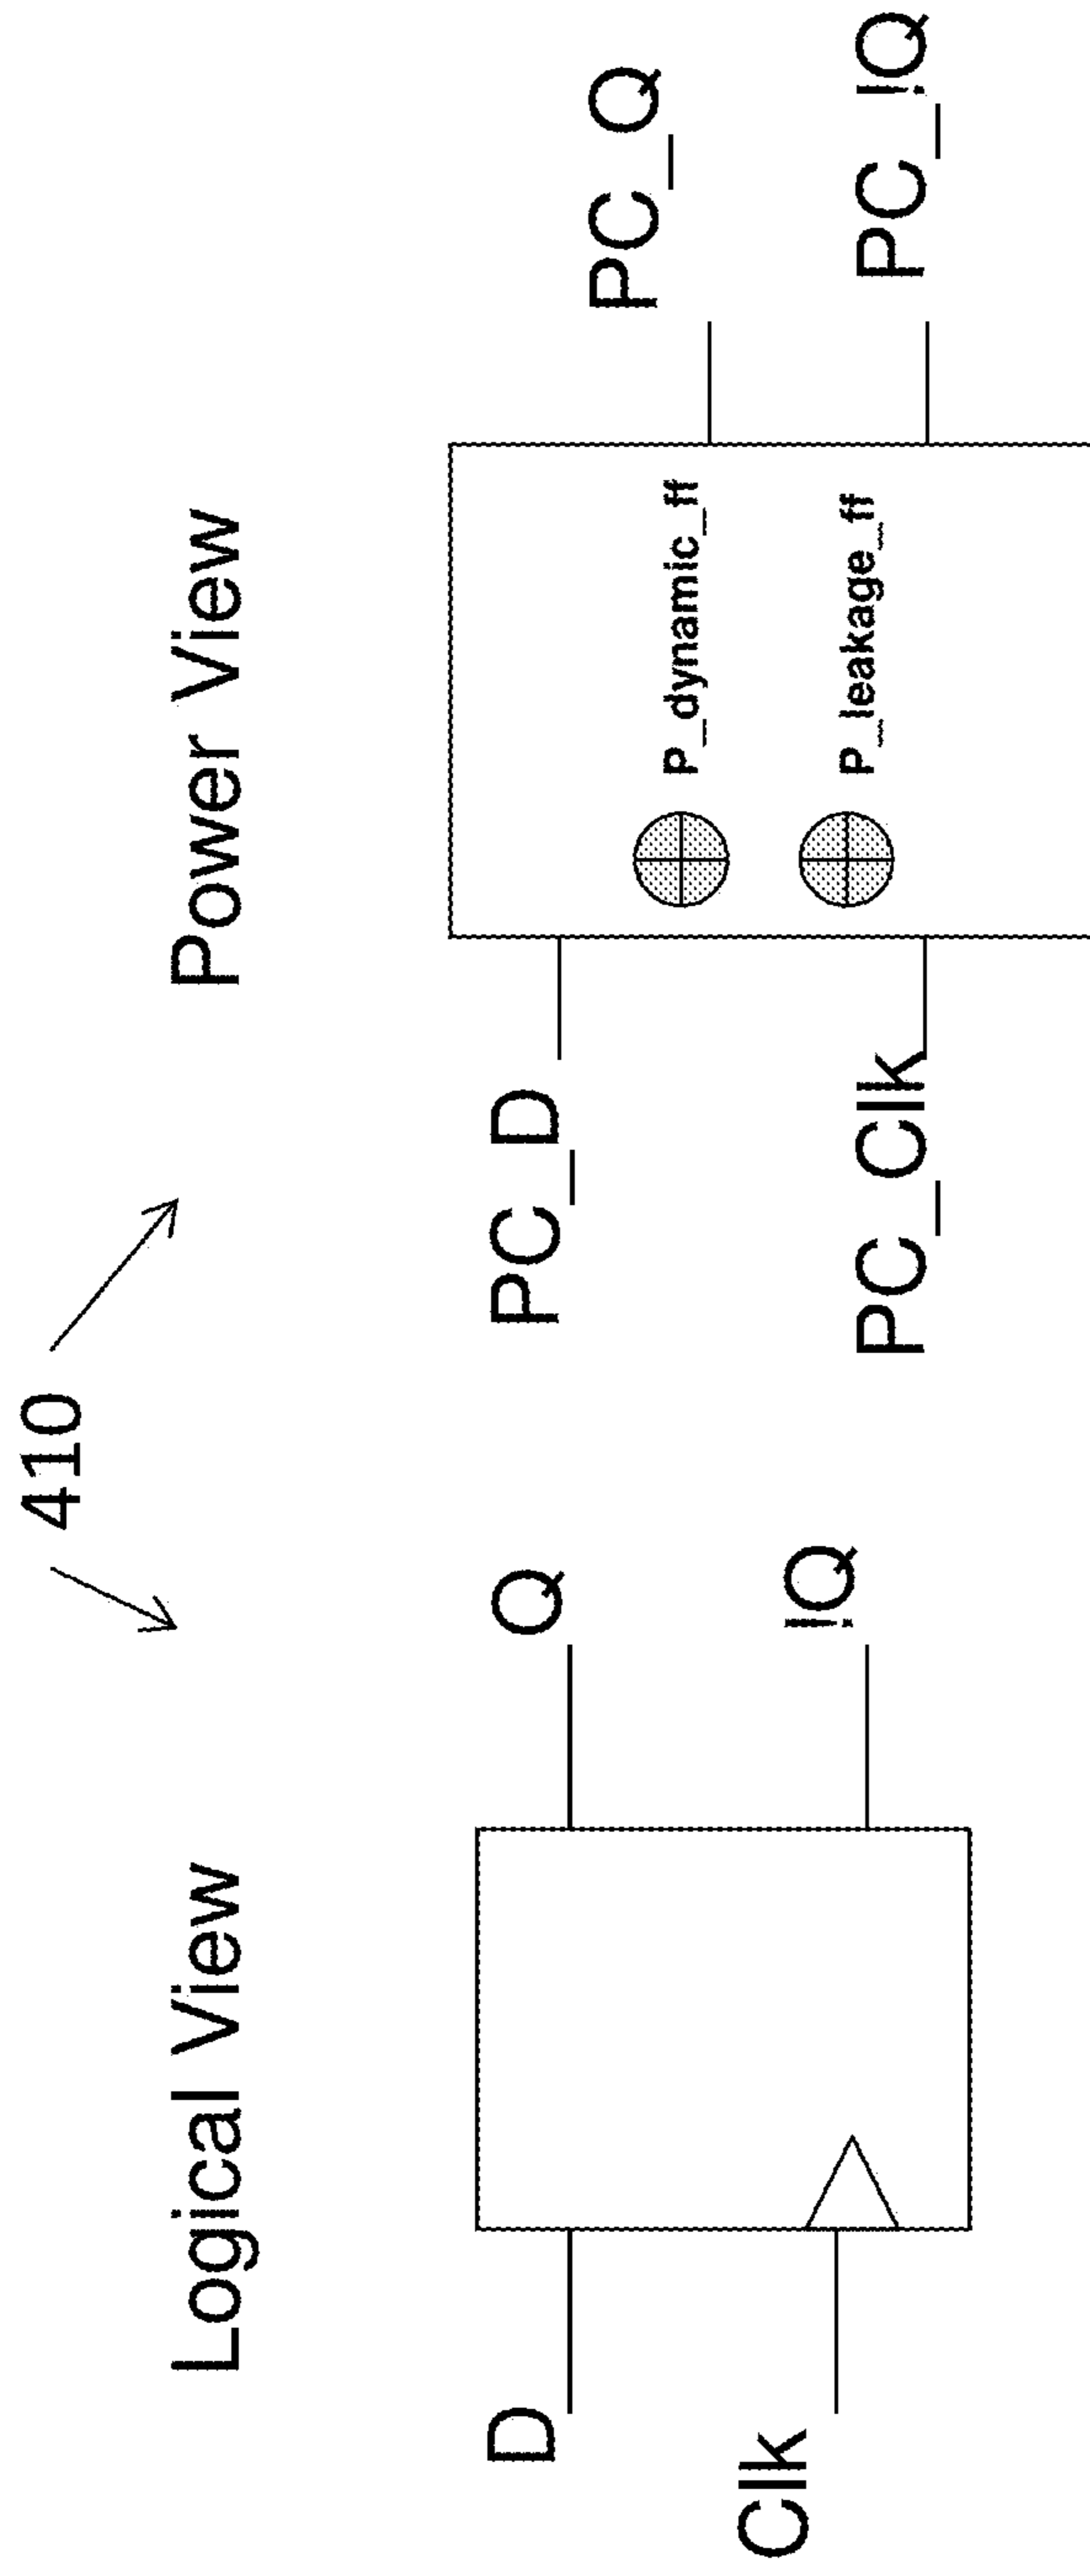 410
Logical View
D
Clk
Q
!Q
Power View
PC_D
PC_Clk
P_dynamic_ff
P_leakage_ff
PC_Q
PC_!Q